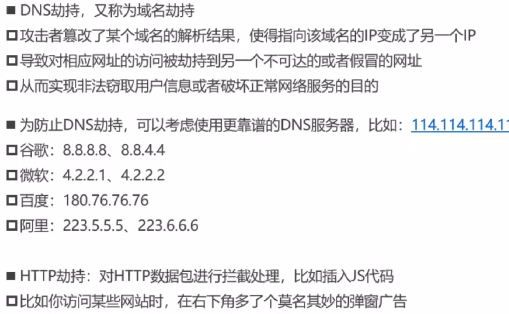 ■ DNS劫持，又称为域名劫持
□ 攻击者篡改了某个域名的解析结果，使得指向该域名的IP变成了另一个IP
□ 导致对相应网址的访问被劫持到另一个不可达的或者假冒的网址
□ 从而实现非法窃取用户信息或者破坏正常网络服务的目的
■ 为防止DNS劫持，可以考虑使用更靠谱的DNS服务器，比如：114.114.114.11
□ 谷歌：8.8.8.8、8.8.4.4
□ 微软：4.2.2.1、4.2.2.2
□ 百度：180.76.76.76
□ 阿里：223.5.5.5、223.6.6.6
■ HTTP劫持：对HTTP数据包进行拦截处理，比如插入JS代码
□ 比如你访问某些网站时，在右下角多了个莫名其妙的弹窗广告